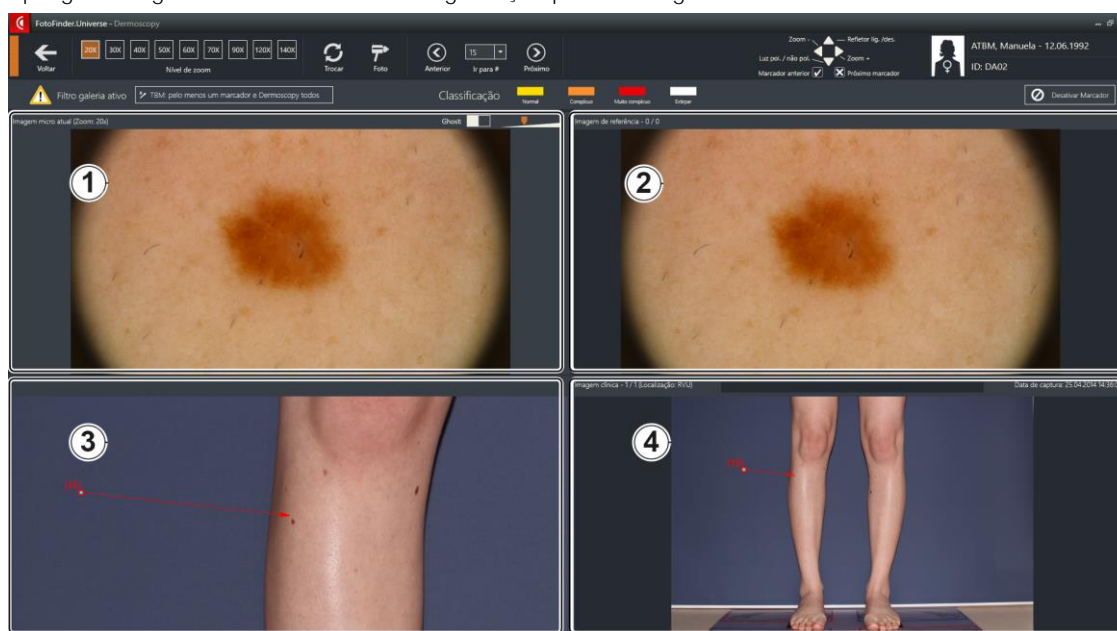 FotoFinder.Universe - Dermoscopy
20X 30X 40X 50X 60X 70X 90X 120X 140X
15
Voltar Nível de zoom Trocar Foto Anterior Ir para # Próximo
Zoom - Refletor lig. /des.
Luz pol. / não pol. Zoom +
Marcador anterior Próximo marcador
ATBM, Manuela - 12.06.1992
ID: DA02
Filtro galeria ativo TBM: pelo menos um marcador e Dermoscopy todos Classificação Desativar Marcador
Normal Complexo Muito complexo
Imagem micro atual (Zoom: 20x) Ghost: Imagem de referência - 0 / 0
1 2
Imagem clínica - 1 / 1 (Localização: RVU) Data de captura: 25.04.2014 14:36:
3 4